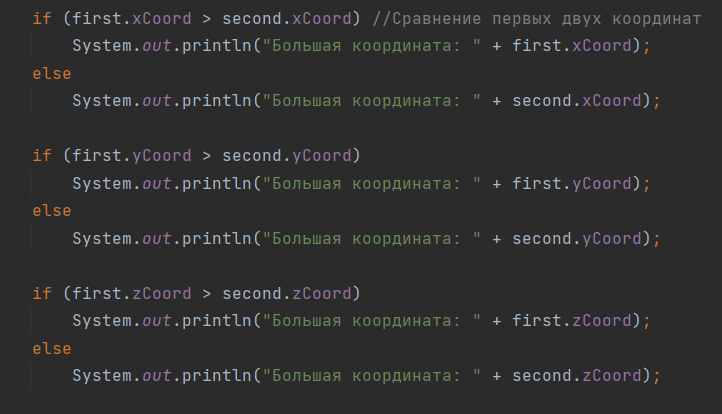 if (first.xCoord > second.xCoord) //Сравнение первых двух координат
System.out.println("Большая координата: " + first.xCoord);
else
System.out.println("Большая координата: " + second.xCoord);
if (first.yCoord > second.yCoord)
System.out.println("Большая координата: " + first.yCoord);
else
System.out.println("Большая координата: " + second.yCoord);
if (first.zCoord > second.zCoord)
System.out.println("Большая координата: " + first.zCoord);
else
System.out.println("Большая координата: " + second.zCoord);